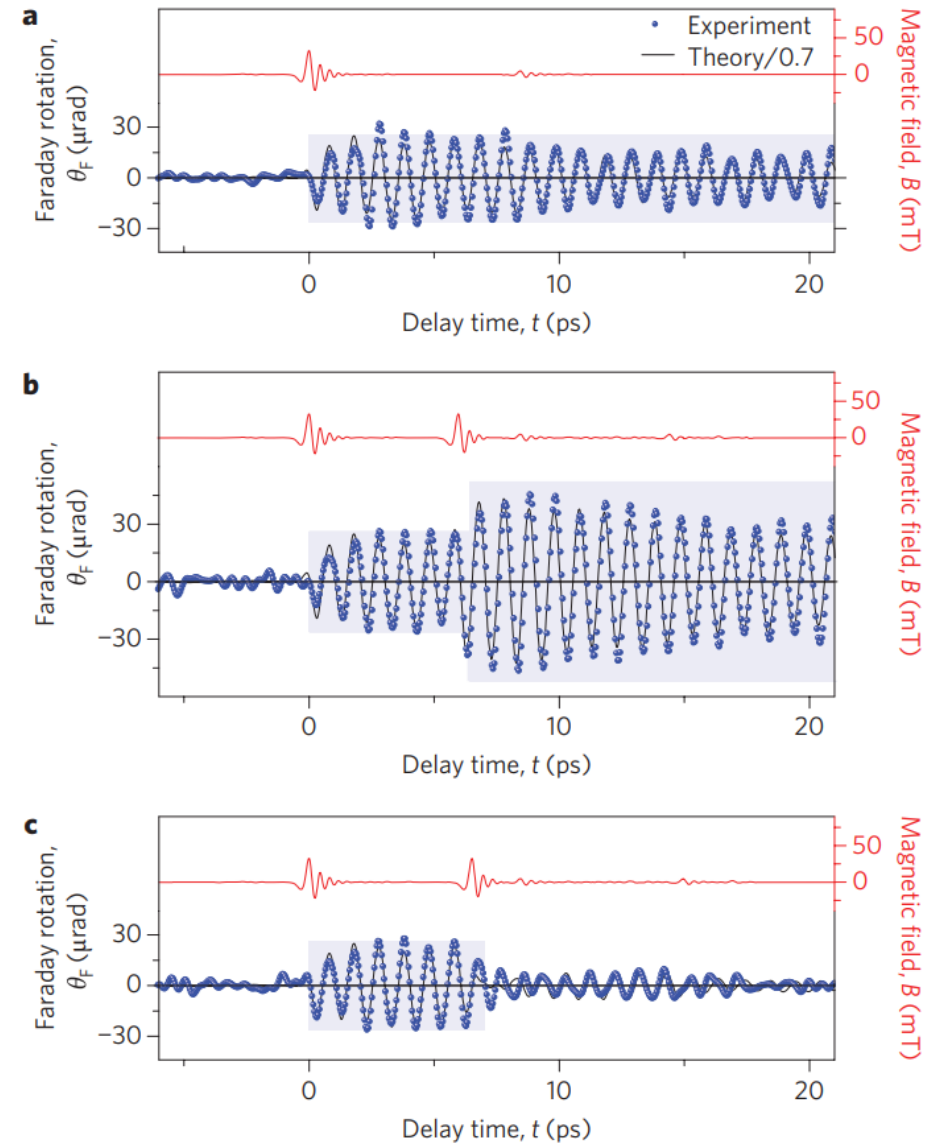 a
Experiment
Theory/0.7
Faraday rotation,
θF (μrad)
30
0
−30
50
0
Magnetic field, B (mT)
0
10
20
Delay time, t (ps)
b
Faraday rotation,
θF (μrad)
30
0
−30
50
0
Magnetic field, B (mT)
0
10
20
Delay time, t (ps)
c
Faraday rotation,
θF (μrad)
30
0
−30
50
0
Magnetic field, B (mT)
0
10
20
Delay time, t (ps)